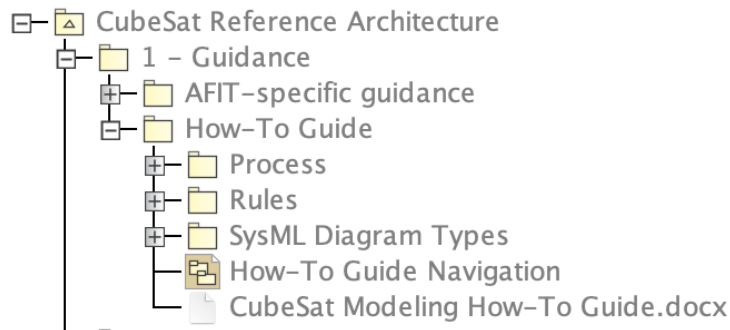 CubeSat Reference Architecture
1 – Guidance
AFIT–specific guidance
How–To Guide
Process
Rules
SysML Diagram Types
How–To Guide Navigation
CubeSat Modeling How–To Guide.docx